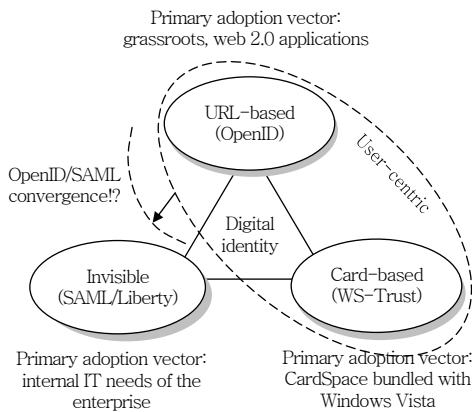 Primary adoption vector:
grassroots, web 2.0 applications
URL-based
(OpenID)
User-centric
OpenID/SAML
convergence!?
Digital
identity
Invisible
(SAML/Liberty)
Card-based
(WS-Trust)
Primary adoption vector:
internal IT needs of the
enterprise
Primary adoption vector:
CardSpace bundled with
Windows Vista